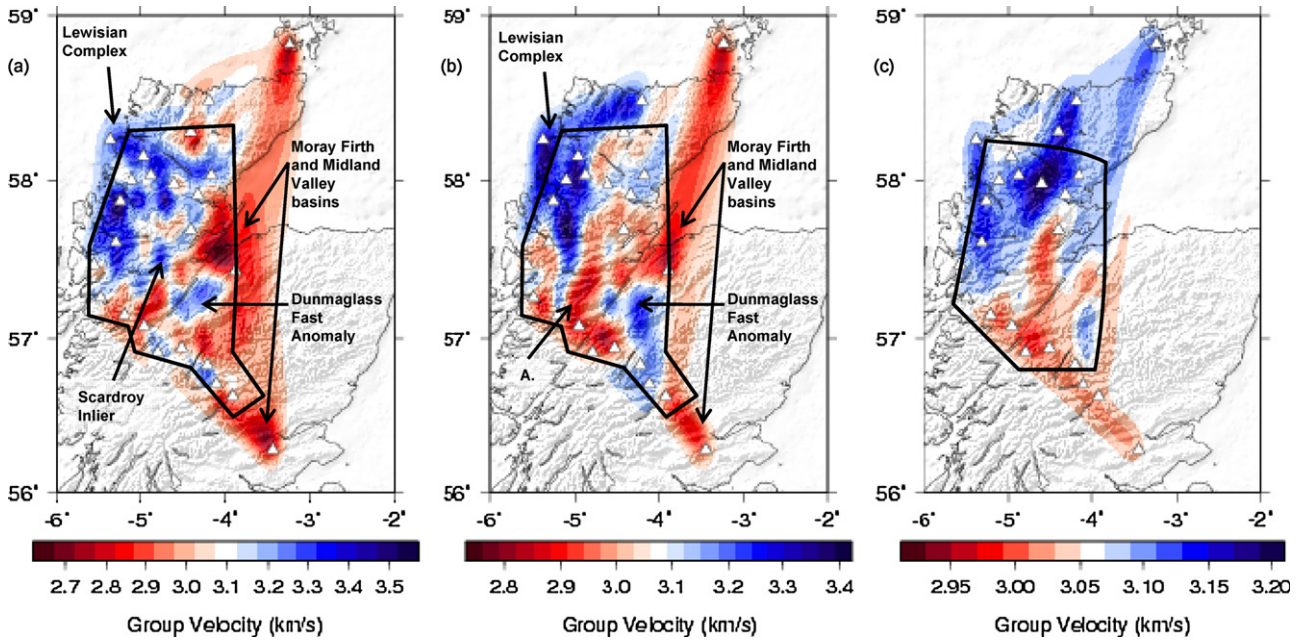 59°
58°
57°
56°
(a)
Lewisian
Complex
Moray Firth
and Midland
Valley
basins
Dunmaglass
Fast
Anomaly
Scardroy
Inlier
-6° -5° -4° -3° -2°
2.7 2.8 2.9 3.0 3.1 3.2 3.3 3.4 3.5
Group Velocity (km/s)
59°
58°
57°
56°
(b)
Lewisian
Complex
Moray Firth
and Midland
Valley
basins
Dunmaglass
Fast
Anomaly
A.
-6° -5° -4° -3° -2°
2.8 2.9 3.0 3.1 3.2 3.3 3.4
Group Velocity (km/s)
59°
58°
57°
56°
(c)
-6° -5° -4° -3° -2°
2.95 3.00 3.05 3.10 3.15 3.20
Group Velocity (km/s)